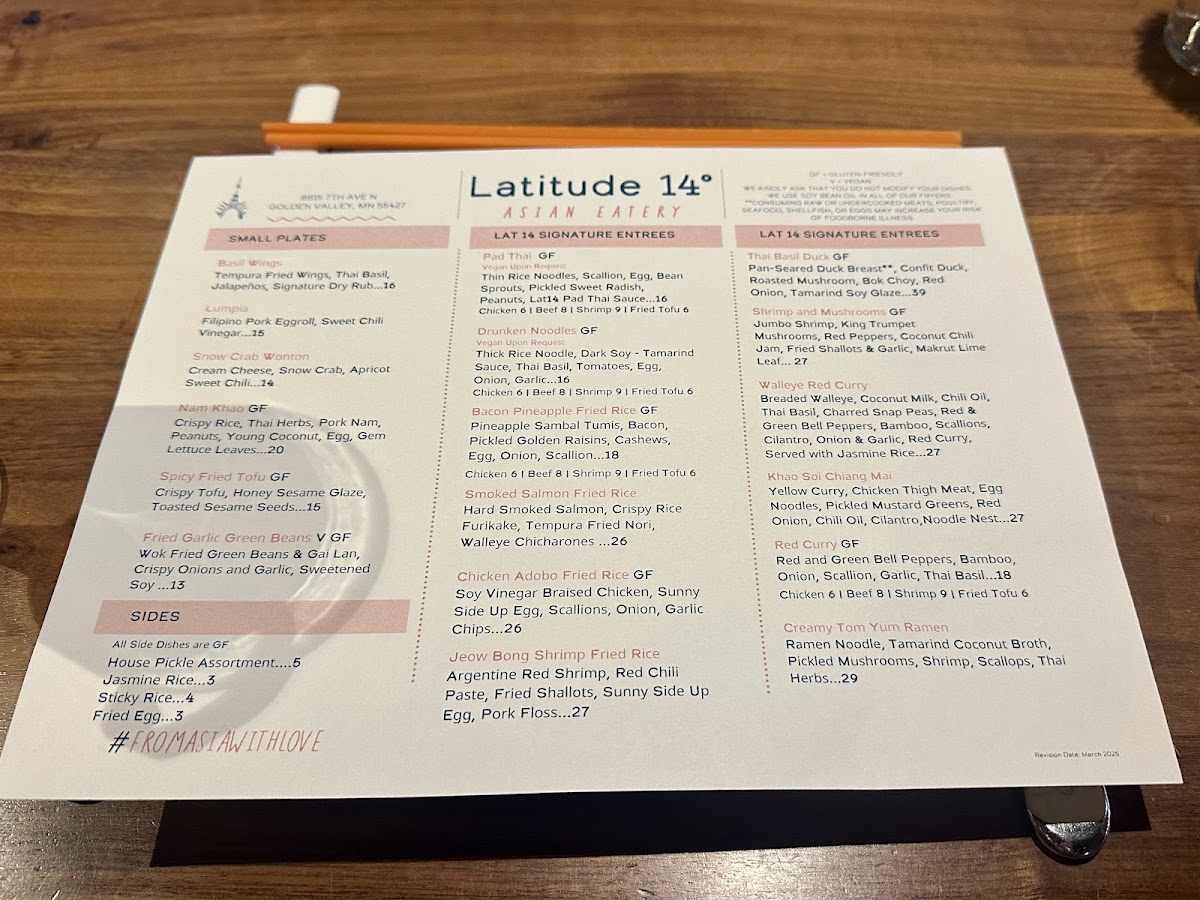 8815 7TH AVE N
GOLDEN VALLEY, MN 55427
Latitude 14°
ASIAN EATERY
GF = GLUTEN FRIENDLY
V = VEGAN
WE KINDLY ASK THAT YOU DO NOT MODIFY YOUR DISHES.
WE USE SOY BEAN OIL IN ALL OF OUR FRYERS.
**CONSUMING RAW OR UNDERCOOKED MEATS, POULTRY,
SEAFOOD, SHELLFISH, OR EGGS MAY INCREASE YOUR RISK
OF FOODBORNE ILLNESS.
SMALL PLATES
Basil Wings
Tempura Fried Wings, Thai Basil,
Jalapeños, Signature Dry Rub...16
Lumpia
Filipino Pork Eggroll, Sweet Chili
Vinegar...15
Snow Crab Wonton
Cream Cheese, Snow Crab, Apricot
Sweet Chili...14
Nam Khao GF
Crispy Rice, Thai Herbs, Pork Nam,
Peanuts, Young Coconut, Egg, Gem
Lettuce Leaves...20
Spicy Fried Tofu GF
Crispy Tofu, Honey Sesame Glaze,
Toasted Sesame Seeds...15
Fried Garlic Green Beans V GF
Wok Fried Green Beans & Gai Lan,
Crispy Onions and Garlic, Sweetened
Soy ...13
SIDES
All Side Dishes are GF
House Pickle Assortment....5
Jasmine Rice...3
Sticky Rice...4
Fried Egg...3
#FROMASIAWITHLOVE
LAT 14 SIGNATURE ENTREES
Pad Thai GF
Vegan Upon Request
Thin Rice Noodles, Scallion, Egg, Bean
Sprouts, Pickled Sweet Radish,
Peanuts, Lat14 Pad Thai Sauce...16
Chicken 6 | Beef 8 | Shrimp 9 | Fried Tofu 6
Drunken Noodles GF
Vegan Upon Request
Thick Rice Noodle, Dark Soy - Tamarind
Sauce, Thai Basil, Tomatoes, Egg,
Onion, Garlic...16
Chicken 6 | Beef 8 | Shrimp 9 | Fried Tofu 6
Bacon Pineapple Fried Rice GF
Pineapple Sambal Tumis, Bacon,
Pickled Golden Raisins, Cashews,
Egg, Onion, Scallion...18
Chicken 6 | Beef 8 | Shrimp 9 | Fried Tofu 6
Smoked Salmon Fried Rice
Hard Smoked Salmon, Crispy Rice
Furikake, Tempura Fried Nori,
Walleye Chicharones ...26
Chicken Adobo Fried Rice GF
Soy Vinegar Braised Chicken, Sunny
Side Up Egg, Scallions, Onion, Garlic
Chips...26
Jeow Bong Shrimp Fried Rice
Argentine Red Shrimp, Red Chili
Paste, Fried Shallots, Sunny Side Up
Egg, Pork Floss...27
LAT 14 SIGNATURE ENTREES
Thai Basil Duck GF
Pan-Seared Duck Breast**, Confit Duck,
Roasted Mushroom, Bok Choy, Red
Onion, Tamarind Soy Glaze...39
Shrimp and Mushrooms GF
Jumbo Shrimp, King Trumpet
Mushrooms, Red Peppers, Coconut Chili
Jam, Fried Shallots & Garlic, Makrut Lime
Leaf... 27
Walleye Red Curry
Breaded Walleye, Coconut Milk, Chili Oil,
Thai Basil, Charred Snap Peas, Red &
Green Bell Peppers, Bamboo, Scallions,
Cilantro, Onion & Garlic, Red Curry,
Served with Jasmine Rice...27
Khao Soi Chiang Mai
Yellow Curry, Chicken Thigh Meat, Egg
Noodles, Pickled Mustard Greens, Red
Onion, Chili Oil, Cilantro,Noodle Nest...27
Red Curry GF
Red and Green Bell Peppers, Bamboo,
Onion, Scallion, Garlic, Thai Basil...18
Chicken 6 | Beef 8 | Shrimp 9 | Fried Tofu 6
Creamy Tom Yum Ramen
Ramen Noodle, Tamarind Coconut Broth,
Pickled Mushrooms, Shrimp, Scallops, Thai
Herbs...29
Revision Date: March 2025